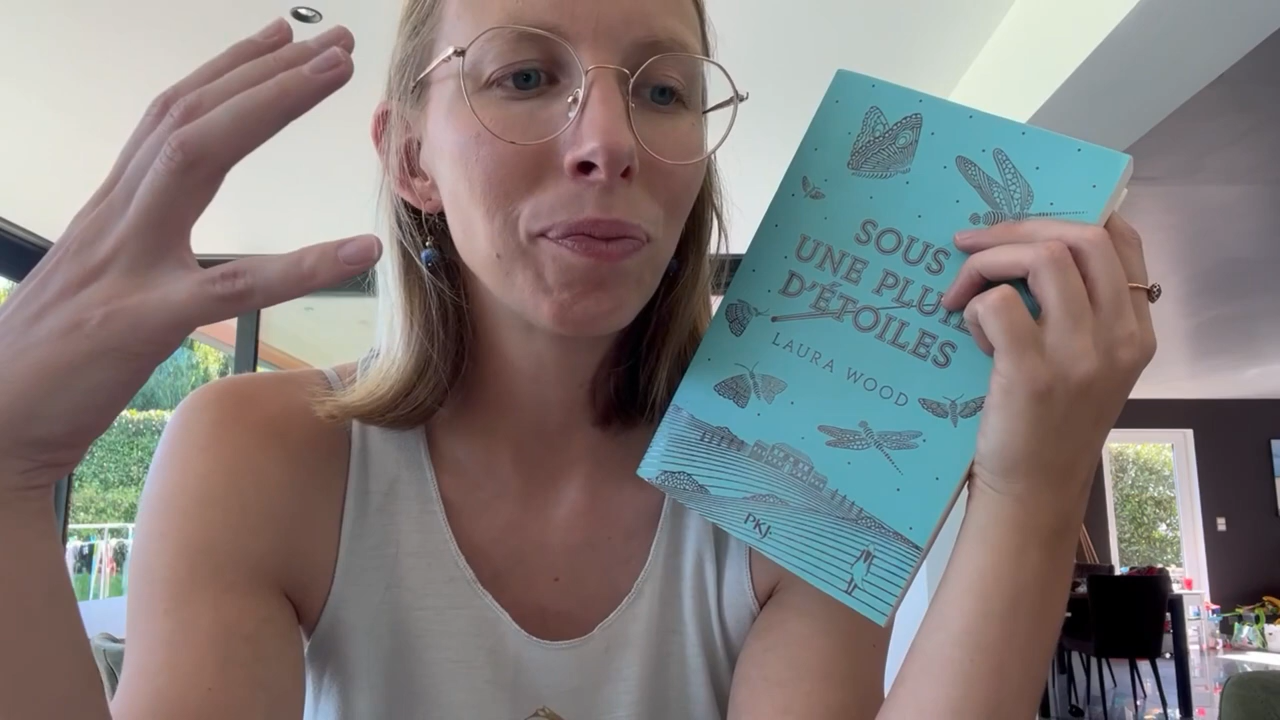 SOUS
UNE PLUIE
D'ÉTOILES
LAURA WOOD
PKJ.